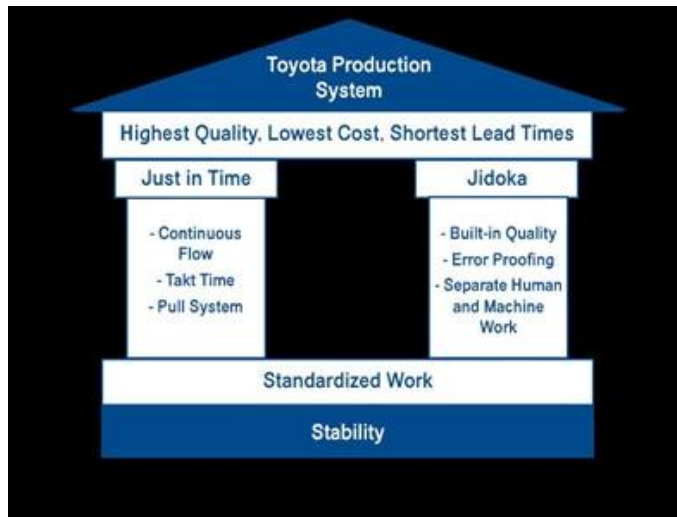 Toyota Production
System
Highest Quality, Lowest Cost, Shortest Lead Times
Just in Time
- Continuous
Flow
- Takt Time
- Pull System
Jidoka
- Built-in Quality
- Error Proofing
- Separate Human
and Machine
Work
Standardized Work
Stability